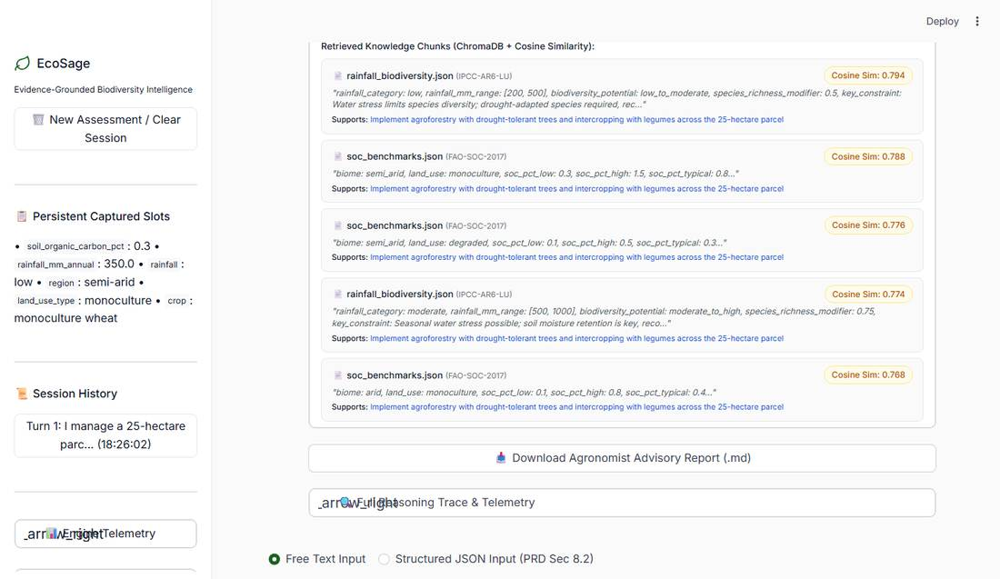 Deploy
EcoSage
Evidence-Grounded Biodiversity Intelligence
New Assessment / Clear
Session
Persistent Captured Slots
• soil_organic_carbon_pct : 0.3 •
rainfall_mm_annual : 350.0 • rainfall :
low • region : semi-arid •
land_use_type : monoculture • crop :
monoculture wheat
Session History
Turn 1: I manage a 25-hectare
parc... (18:26:02)
_arrow_right Engine Telemetry
Retrieved Knowledge Chunks (ChromaDB + Cosine Similarity):
rainfall_biodiversity.json (IPCC-AR6-LU) Cosine Sim: 0.794
"rainfall_category: low, rainfall_mm_range: [200, 500], biodiversity_potential: low_to_moderate, species_richness_modifier: 0.5, key_constraint:
Water stress limits species diversity; drought-adapted species required, rec..."
Supports: Implement agroforestry with drought-tolerant trees and intercropping with legumes across the 25-hectare parcel
soc_benchmarks.json (FAO-SOC-2017) Cosine Sim: 0.788
"biome: semi_arid, land_use: monoculture, soc_pct_low: 0.3, soc_pct_high: 1.5, soc_pct_typical: 0.8..."
Supports: Implement agroforestry with drought-tolerant trees and intercropping with legumes across the 25-hectare parcel
soc_benchmarks.json (FAO-SOC-2017) Cosine Sim: 0.776
"biome: semi_arid, land_use: degraded, soc_pct_low: 0.1, soc_pct_high: 0.5, soc_pct_typical: 0.3..."
Supports: Implement agroforestry with drought-tolerant trees and intercropping with legumes across the 25-hectare parcel
rainfall_biodiversity.json (IPCC-AR6-LU) Cosine Sim: 0.774
"rainfall_category: moderate, rainfall_mm_range: [500, 1000], biodiversity_potential: moderate_to_high, species_richness_modifier: 0.75,
key_constraint: Seasonal water stress possible; soil moisture retention is key, reco..."
Supports: Implement agroforestry with drought-tolerant trees and intercropping with legumes across the 25-hectare parcel
soc_benchmarks.json (FAO-SOC-2017) Cosine Sim: 0.768
"biome: arid, land_use: monoculture, soc_pct_low: 0.1, soc_pct_high: 0.8, soc_pct_typical: 0.4..."
Supports: Implement agroforestry with drought-tolerant trees and intercropping with legumes across the 25-hectare parcel
Download Agronomist Advisory Report (.md)
_arrow_right Full Reasoning Trace & Telemetry
Free Text Input Structured JSON Input (PRD Sec 8.2)